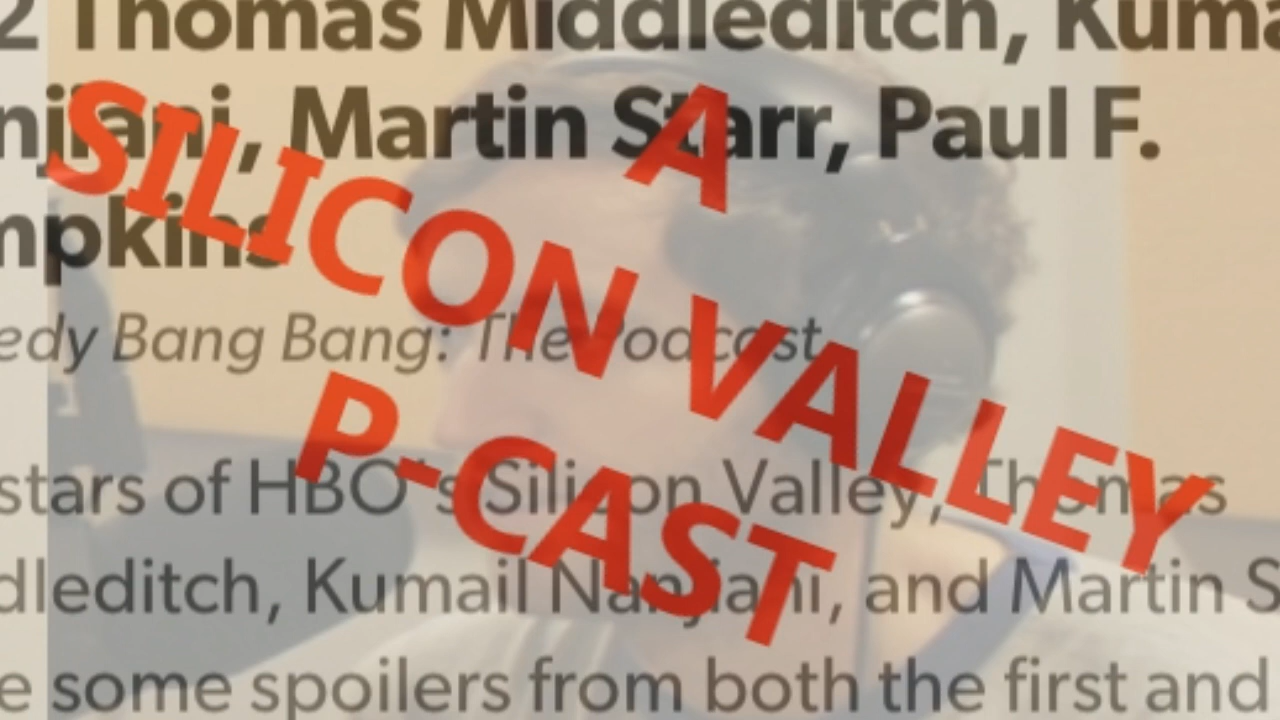 2 Thomas Middleditch, Kuma
njiani, Martin Starr, Paul F.
mpkins
edy Bang Bang: The Podcast
stars of HBO's Silicon Valley, Thomas
dleditch, Kumail Nanjiani, and Martin S
e some spoilers from both the first and
A
SILICON VALLEY
P-CAST